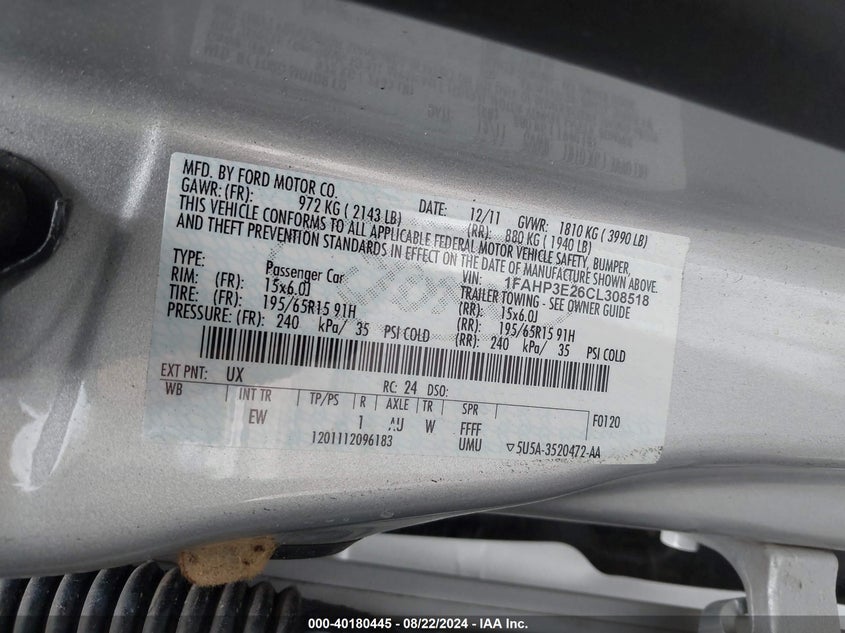 MFD. BY FORD MOTOR CO.
DATE: 12/11 GVWR: 1810 KG ( 3990 LB)
GAWR: (FR): 972 KG ( 2143 LB) (RR): 880 KG ( 1940 LB)
THIS VEHICLE CONFORMS TO ALL APPLICABLE FEDERAL MOTOR VEHICLE SAFETY, BUMPER,
AND THEFT PREVENTION STANDARDS IN EFFECT ON THE DATE OF MANUFACTURE SHOWN ABOVE.
VIN: 1FAHP3E26CL308518
TYPE: Passenger Car TRAILER TOWING - SEE OWNER GUIDE
RIM: (FR): 15x6.0J (RR): 15x6.0J
TIRE: (FR): 195/65R15 91H (RR): 195/65R15 91H
PRESSURE: (FR): 240 kPa/ 35 PSI COLD (RR): 240 kPa/ 35 PSI COLD
EXT PNT: UX RC: 24 DSO:
WB INT TR TP/PS R AXLE TR SPR F0120
EW 1 AU W FFFF
1201112096183 UMU ▽5U5A-3520472-AA
000-40180445 - 08/22/2024 - IAA Inc.